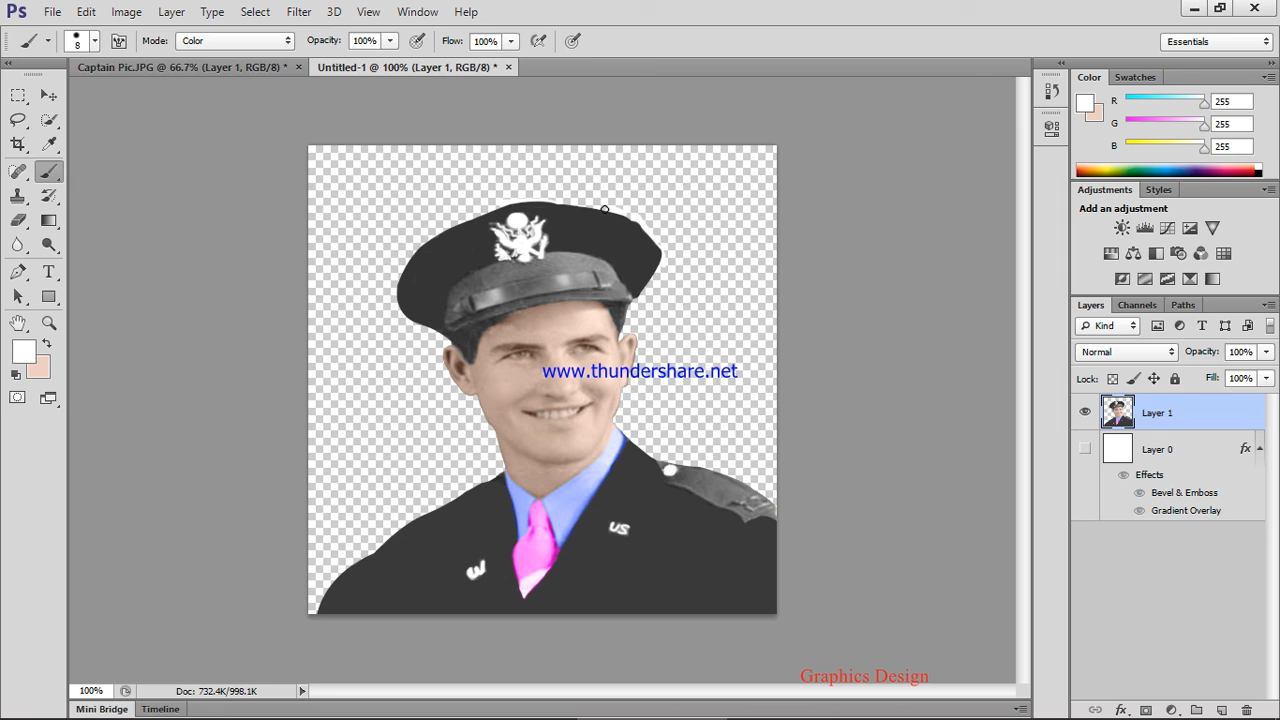 Ps File Edit Image Layer Type Select Filter 3D View Window Help
8 Mode: Color Opacity: 100% Flow: 100% Essentials
Captain Pic.JPG @ 66.7% (Layer 1, RGB/8) * × Untitled-1 @ 100% (Layer 1, RGB/8) * ×
Color Swatches
R 255
G 255
B 255
Adjustments Styles
Add an adjustment
Layers Channels Paths
Kind
Normal Opacity: 100%
Lock: Fill: 100%
Layer 1
Layer 0 fx
Effects
Bevel & Emboss
Gradient Overlay
www.thundershare.net
US
Graphics Design
100% Doc: 732.4K/998.1K
Mini Bridge Timeline